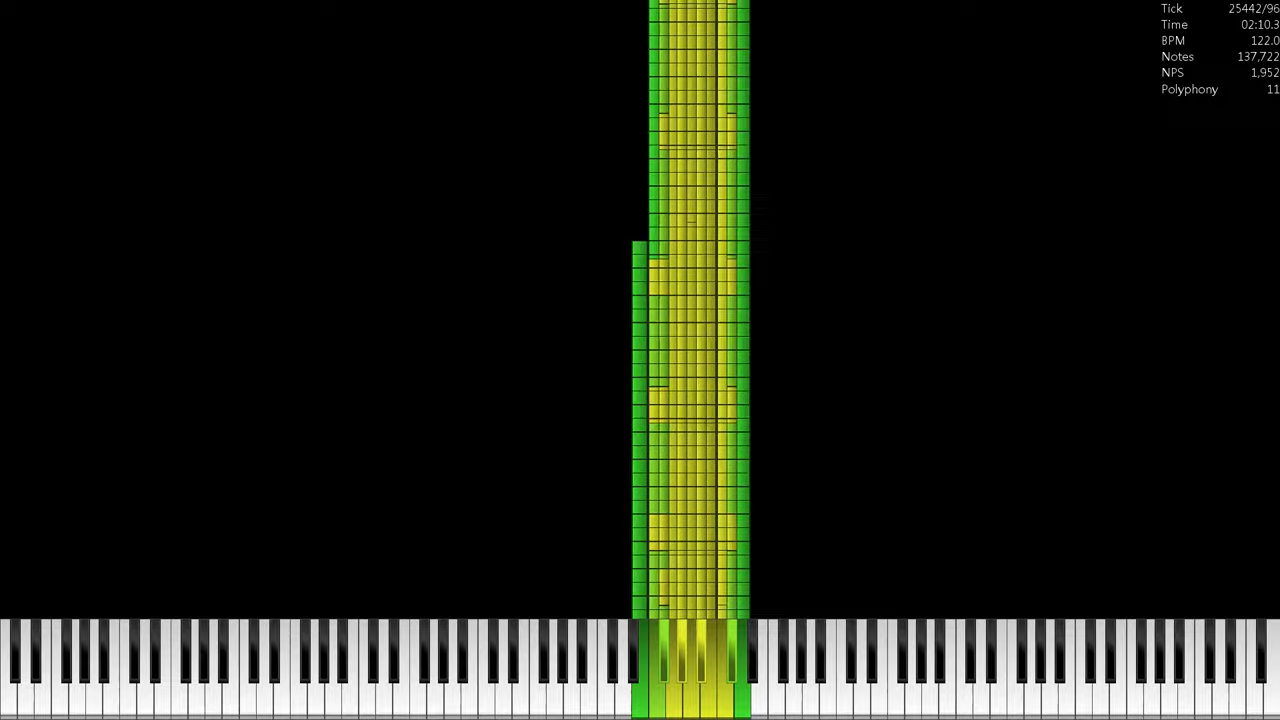 Tick 25442/96
Time 02:10.3
BPM 122.0
Notes 137,722
NPS 1,952
Polyphony 11